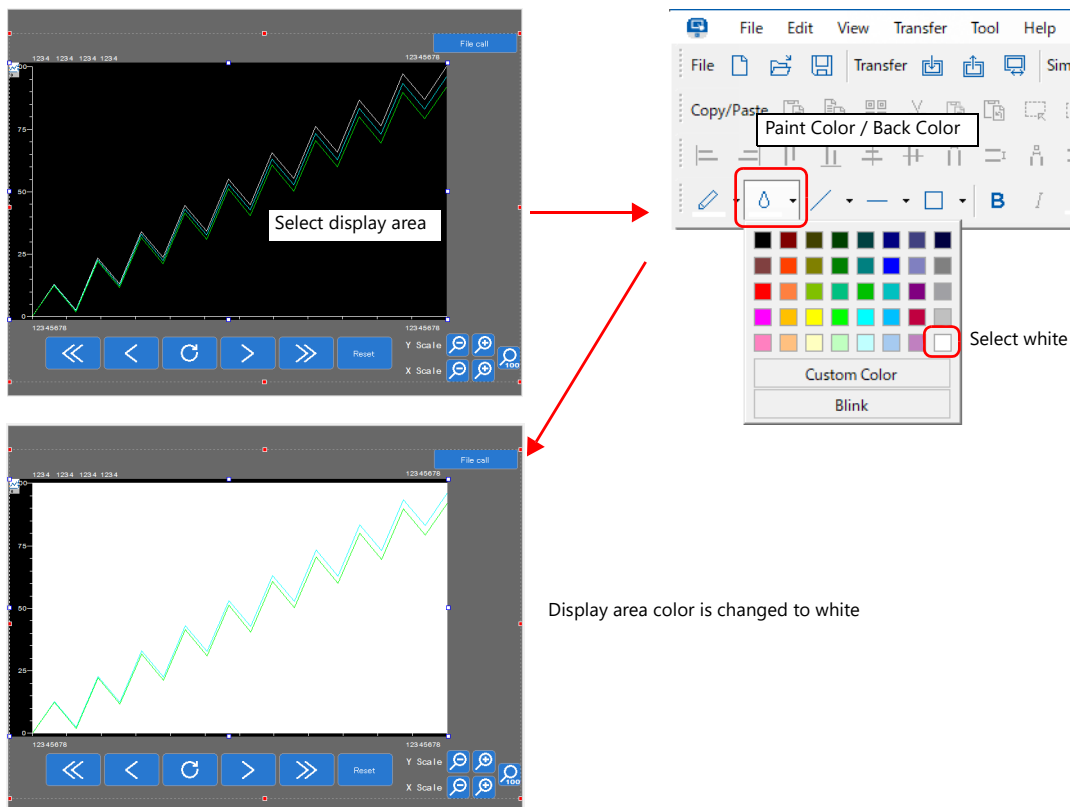 File call
1234 1234 1234 1234
12345678
100
75
50
25
0
Select display area
12345678
12345678
Reset
Y Scale
X Scale
100
File Edit View Transfer Tool Help
File Transfer Sim
Copy/Paste
Paint Color / Back Color
B I
Select white
Custom Color
Blink
File call
1234 1234 1234 1234
12345678
75
50
25
0
Display area color is changed to white
12345678
12345678
Reset
Y Scale
X Scale
100